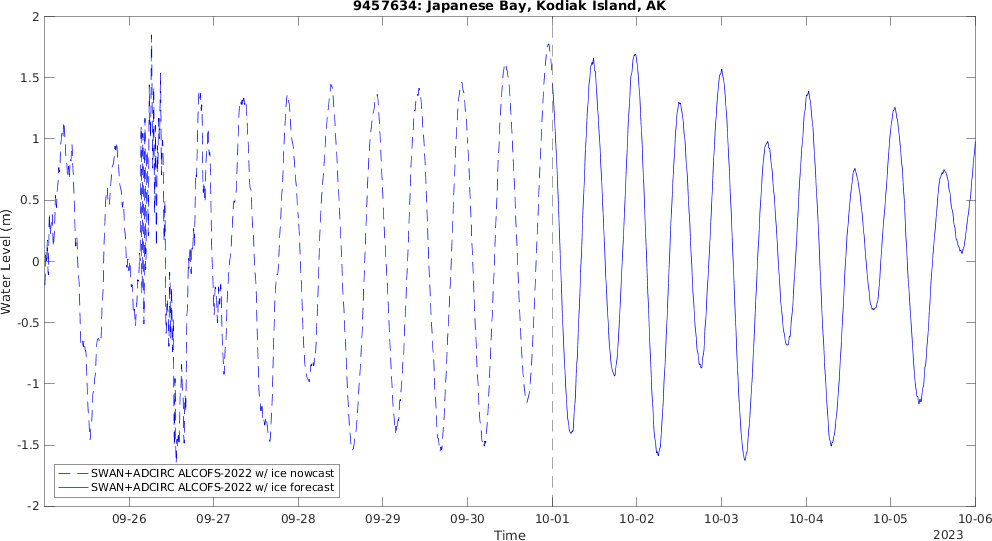 9457634: Japanese Bay, Kodiak Island, AK
2
1.5
1
0.5
0
-0.5
-1
-1.5
-2
Water Level (m)
SWAN+ADCIRC ALCOFS-2022 w/ ice nowcast
SWAN+ADCIRC ALCOFS-2022 w/ ice forecast
09-26 09-27 09-28 09-29 09-30 10-01 10-02 10-03 10-04 10-05 10-06
Time
2023